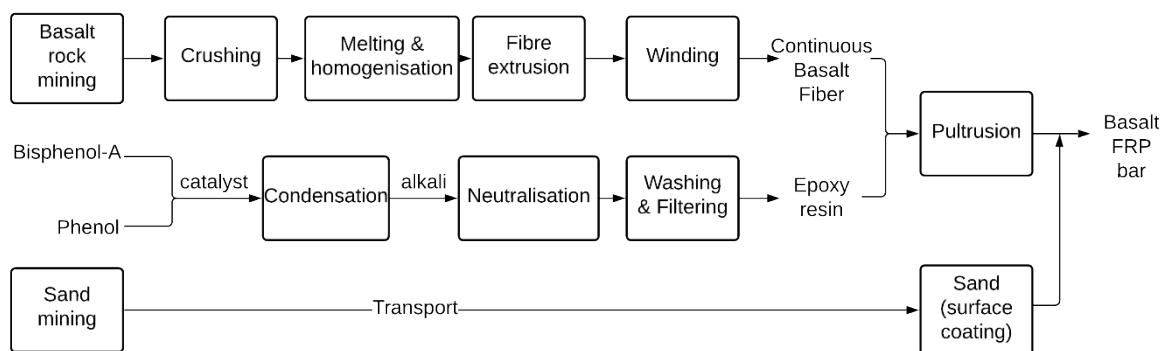 Basalt
rock
mining
Crushing
Melting &
homogenisation
Fibre
extrusion
Winding
Continuous
Basalt
Fiber
Pultrusion
Basalt
FRP
bar
Bisphenol-A
Phenol
catalyst
Condensation
alkali
Neutralisation
Washing
& Filtering
Epoxy
resin
Sand
mining
Transport
Sand
(surface
coating)